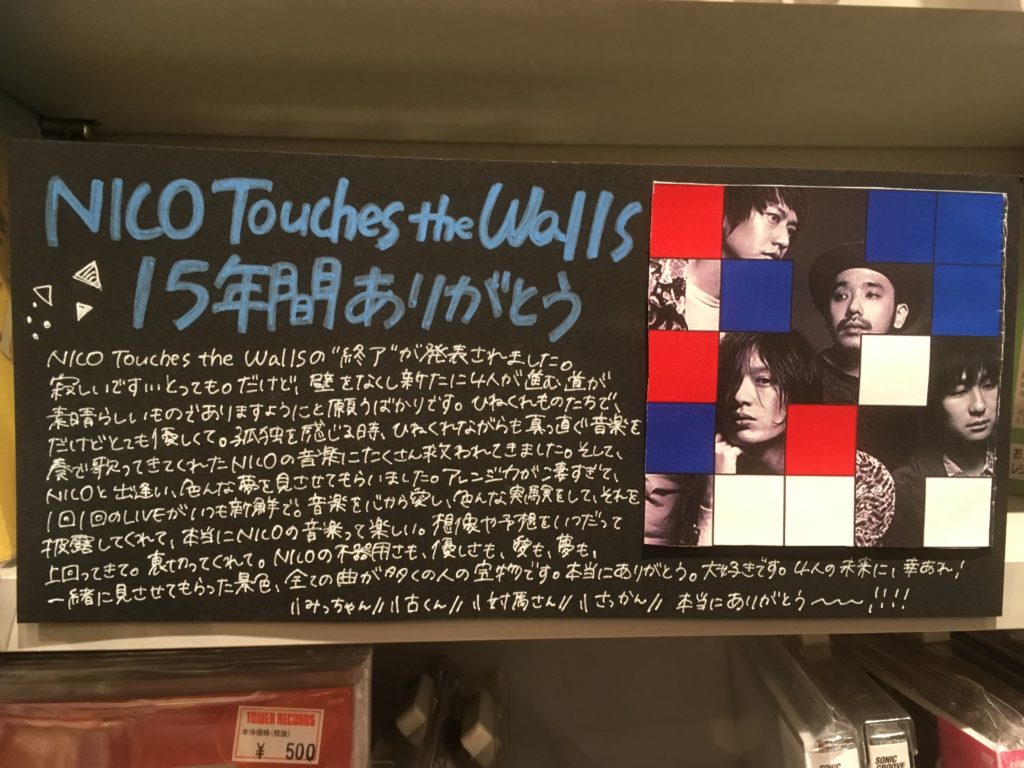 NICO Touches the Walls
15年間ありがとう
NICO Touches the Wallsの"終了"が発表されました。
寂しいですいとっても。だけど、壁をなくし新たに4人が進む道が
素晴らしいものでありますようにと願うばかりです。ひねくれものたちで、
だけどとても優しくて。孤独を感じる時、ひねくれながらも真っ直ぐ音楽を
奏で歌ってきてくれたNICOの音楽にたくさん救われてきました。そして、
NICOと出逢い、色んな夢を見させてもらいました。アレンジ力が凄すぎて、
1回1回のLIVEがいつも新鮮で。音楽を心から愛し、色んな実験をして、それを
披露してくれて、本当にNICOの音楽って楽しい。想像や予想をいつだって
上回ってきて。裏切ってくれて。NICOの不器用さも、優しさも、愛も、夢も、
一緒に見させてもらった景色、全ての曲が多くの人の宝物です。本当にありがとう。大好きです。4人の未来に、幸あれ!
\\みっちゃん// \\古くん// \\対馬さん// \\さっかん// 本当にありがとう〜〜〜!!!!
TOWER RECORDS
本体価格(税抜)
¥ 500
SONIC
GROOVE
SONIC